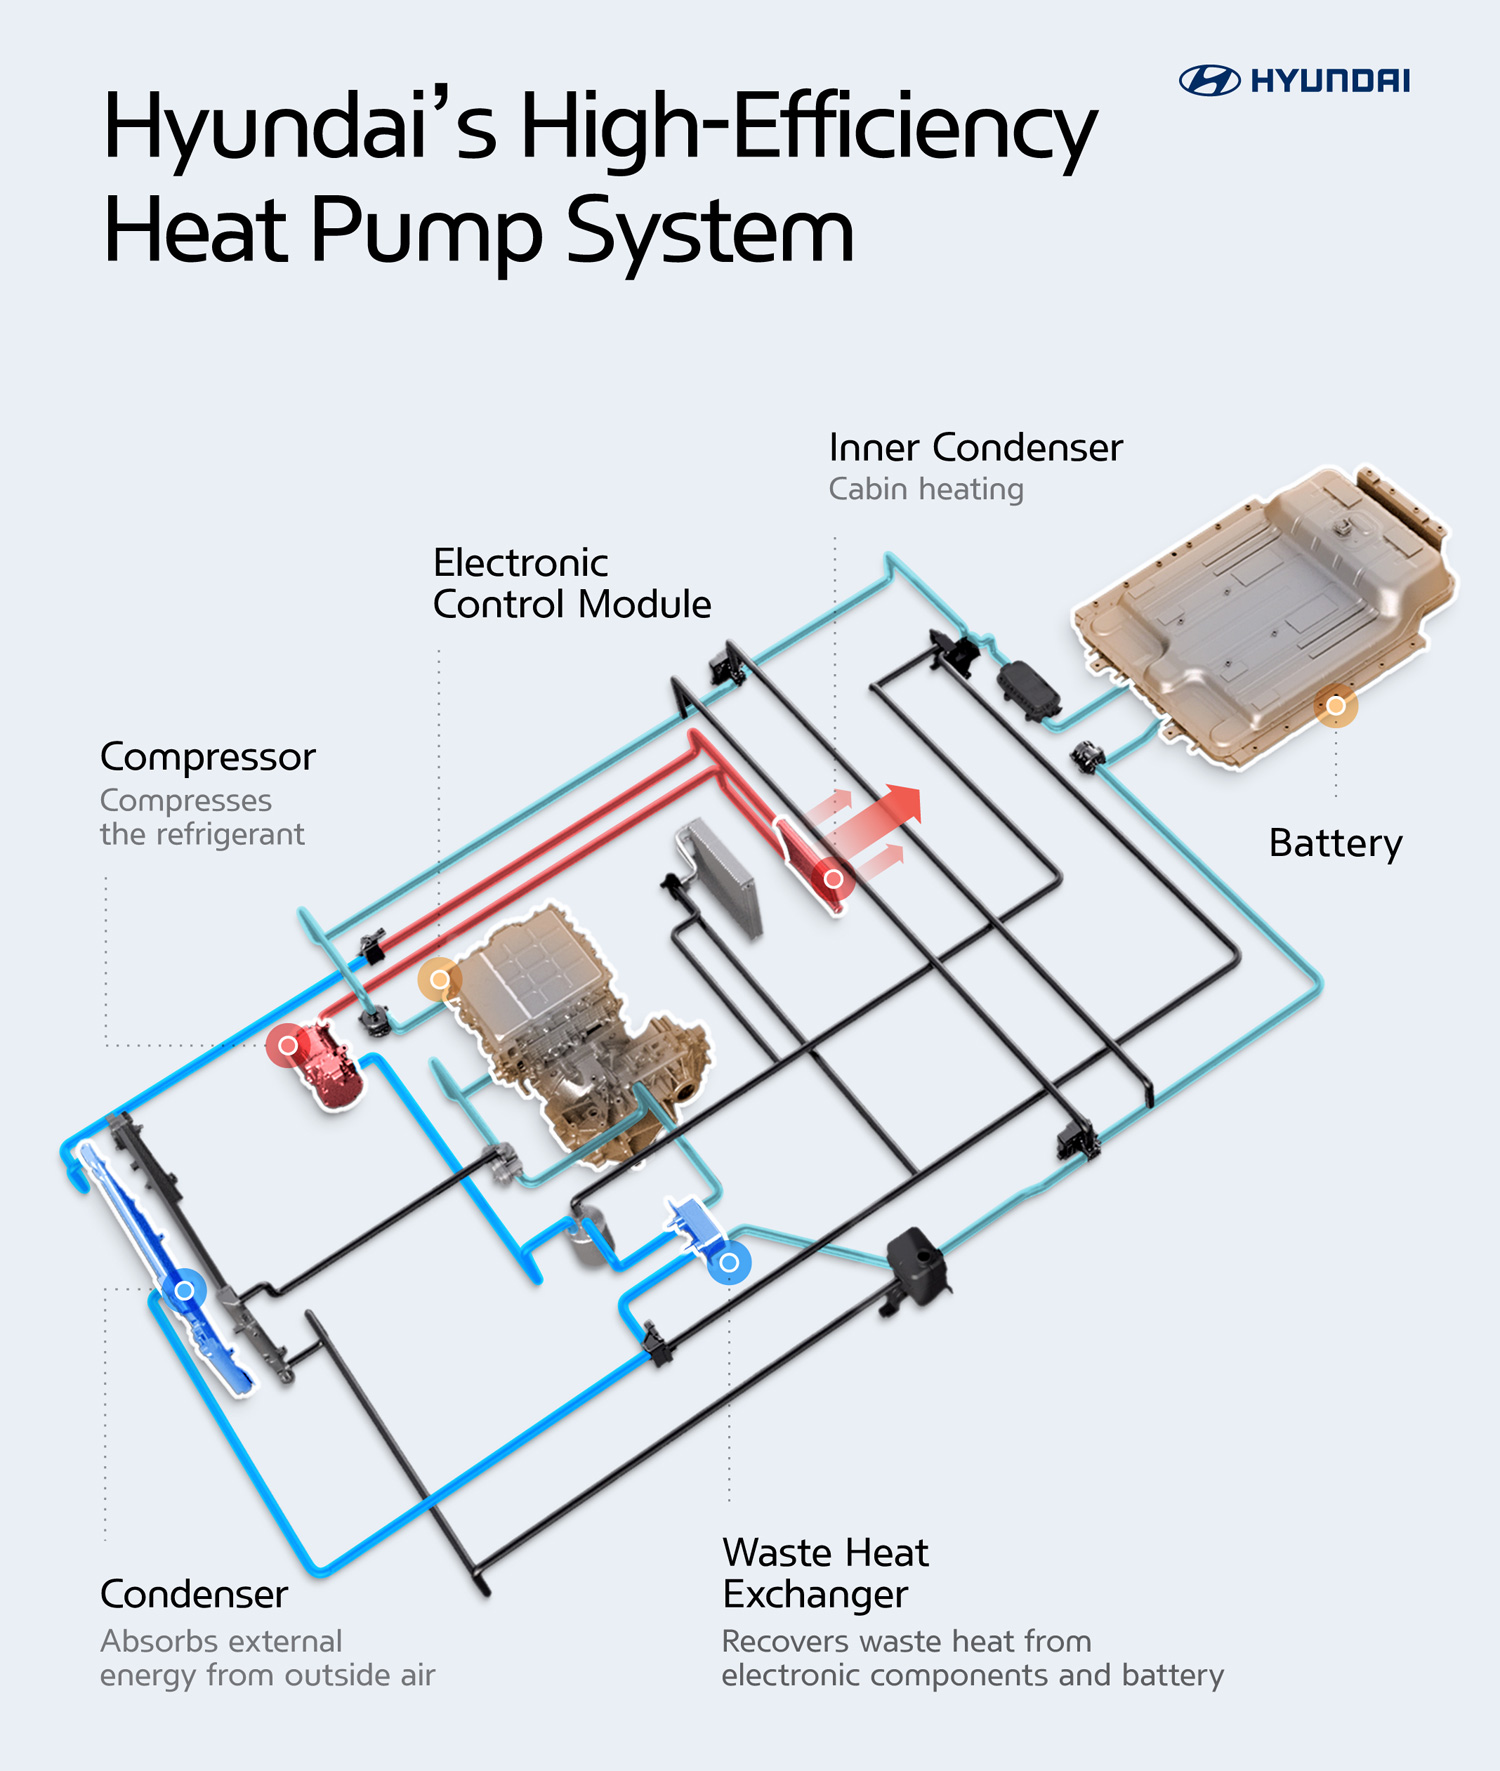 HYUNDAI
Hyundai’s High-Efficiency
Heat Pump System
Inner Condenser
Cabin heating
Electronic
Control Module
Compressor
Compresses
the refrigerant
Battery
Waste Heat
Exchanger
Recovers waste heat from
electronic components and battery
Condenser
Absorbs external
energy from outside air